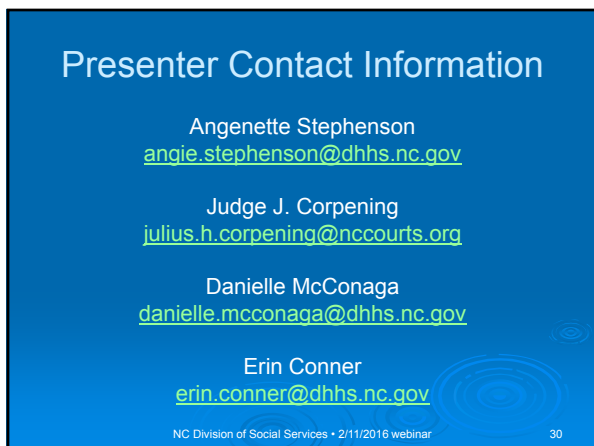 Presenter Contact Information
Angenette Stephenson
angie.stephenson@dhhs.nc.gov
Judge J. Corpening
julius.h.corpening@nccourts.org
Danielle McConaga
danielle.mcconaga@dhhs.nc.gov
Erin Conner
erin.conner@dhhs.nc.gov
NC Division of Social Services • 2/11/2016 webinar 30